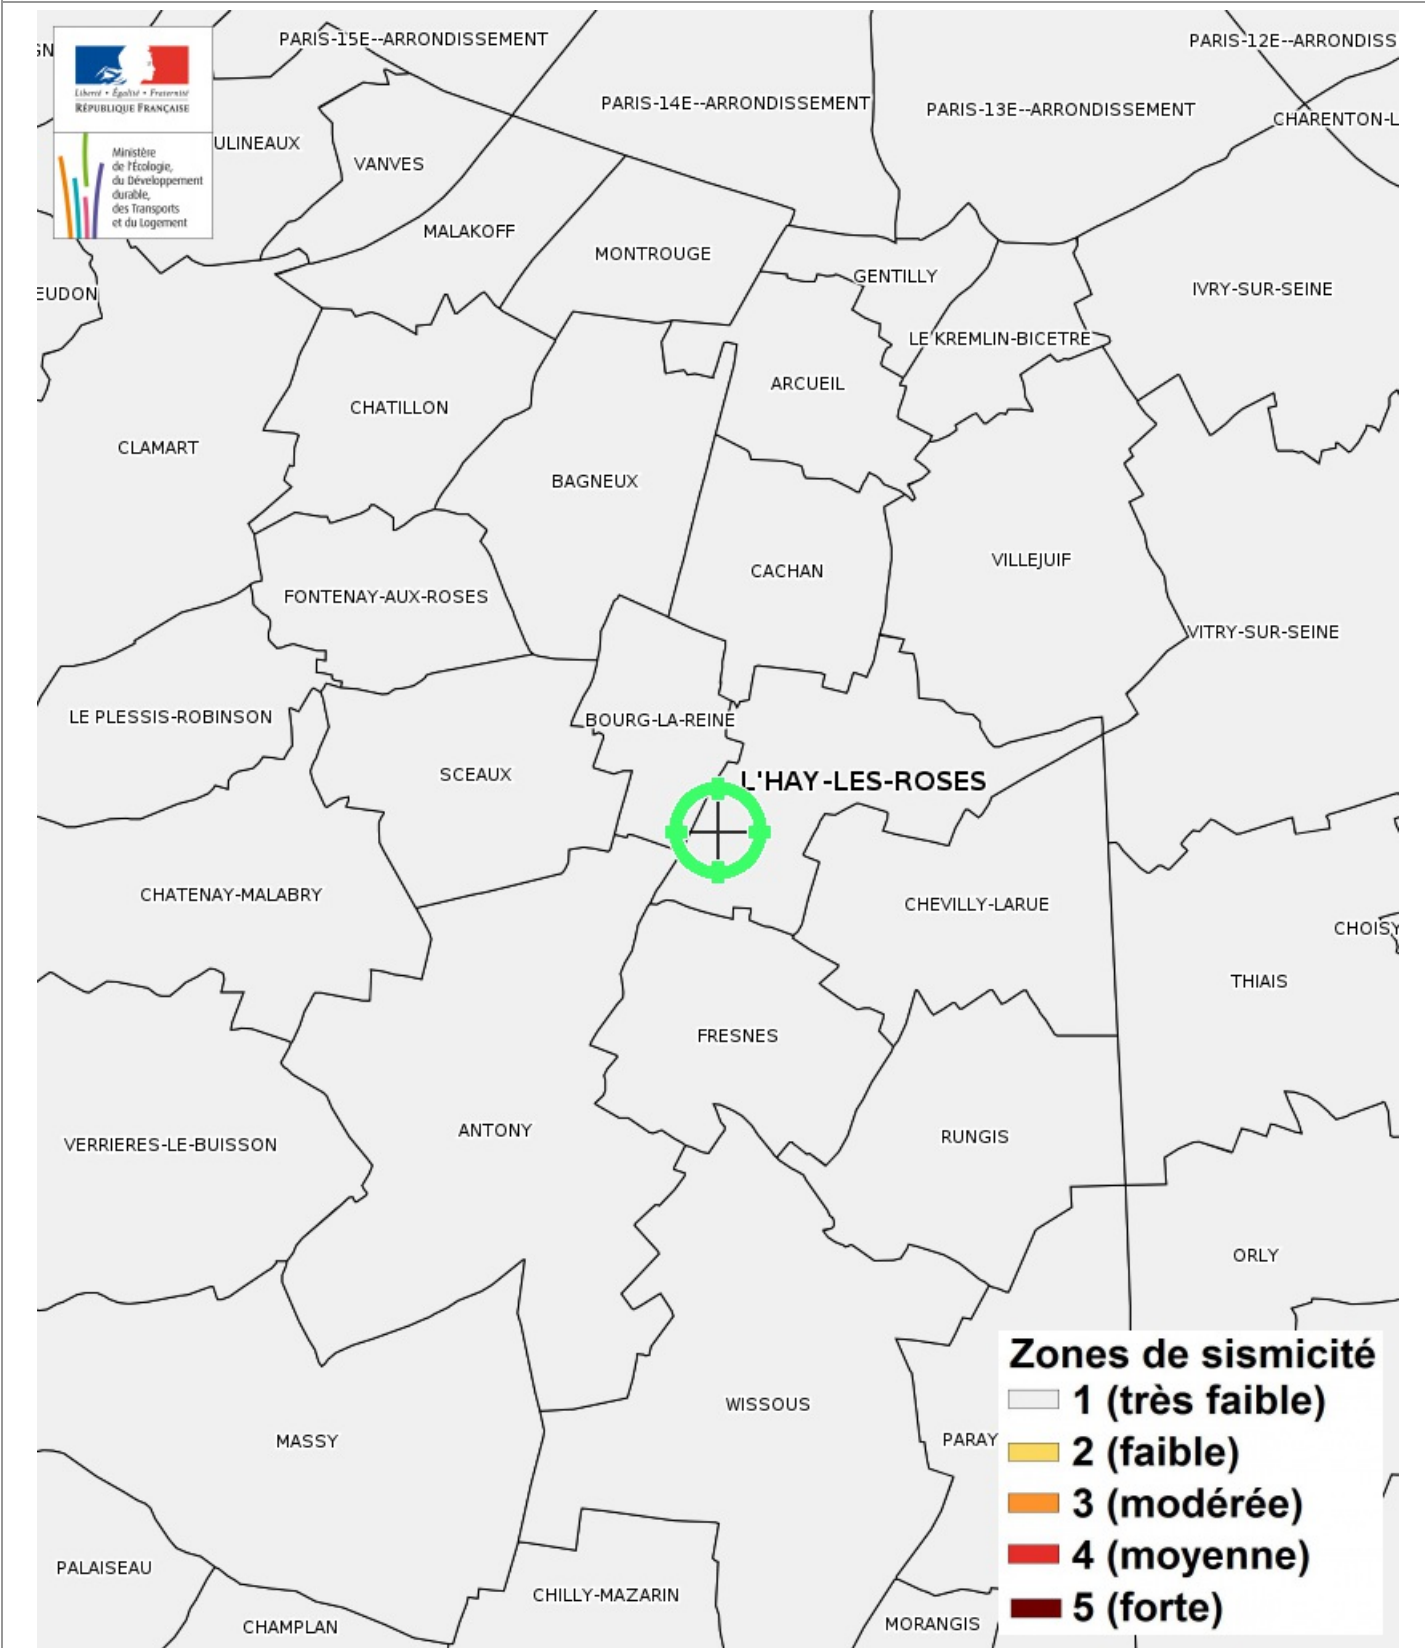 PARIS-15E--ARRONDISSEMENT
PARIS-12E--ARRONDISS
Liberté • Égalité • Fraternité
RÉPUBLIQUE FRANÇAISE
PARIS-14E--ARRONDISSEMENT
PARIS-13E--ARRONDISSEMENT
CHARENTON-L
ULINEAUX
VANVES
Ministère
de l'Écologie,
du Développement
durable,
des Transports
et du Logement
MALAKOFF
MONTROUGE
GENTILLY
EUDON
IVRY-SUR-SEINE
LE KREMLIN-BICETRE
ARCUEIL
CHATILLON
CLAMART
BAGNEUX
VILLEJUIF
CACHAN
FONTENAY-AUX-ROSES
VITRY-SUR-SEINE
LE PLESSIS-ROBINSON
BOURG-LA-REINE
SCEAUX
L'HAY-LES-ROSES
CHATENAY-MALABRY
CHEVILLY-LARUE
CHOISY
THIAIS
FRESNES
ANTONY
RUNGIS
VERRIERES-LE-BUISSON
ORLY
WISSOUS
MASSY
PARAY
Zones de sismicité
1 (très faible)
2 (faible)
3 (modérée)
4 (moyenne)
5 (forte)
PALAISEAU
CHILLY-MAZARIN
CHAMPLAN
MORANGIS